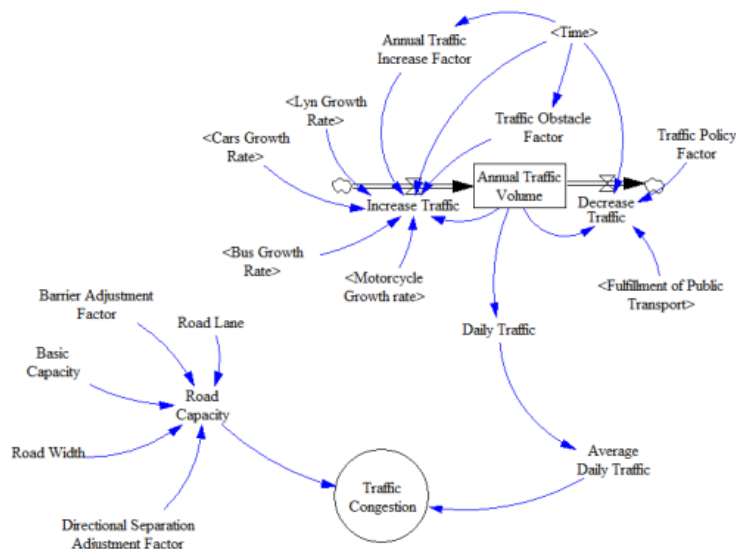 Annual Traffic
Increase Factor
<Time>
<Lyn Growth
Rate>
<Cars Growth
Rate>
Traffic Obstacle
Factor
Traffic Policy
Factor
Annual Traffic
Volume
Increase Traffic
Decrease
Traffic
<Bus Growth
Rate>
<Motorcycle
Growth rate>
<Fulfillment of Public
Transport>
Barrier Adjustment
Factor
Road Lane
Daily Traffic
Basic
Capacity
Road
Capacity
Road Width
Average
Daily Traffic
Traffic
Congestion
Directional Separation
Adjustment Factor